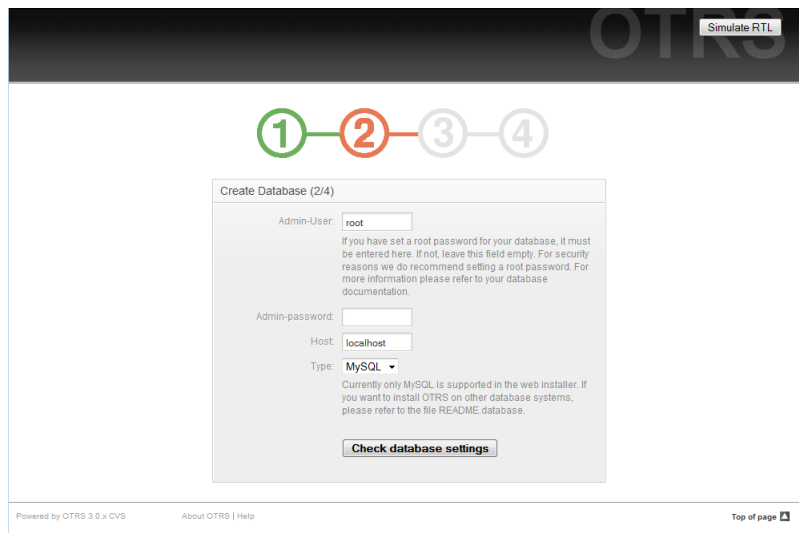 OTRS
Simulate RTL
1 2 3 4
Create Database (2/4)
Admin-User: root
If you have set a root password for your database, it must
be entered here. If not, leave this field empty. For security
reasons we do recommend setting a root password. For
more information please refer to your database
documentation.
Admin-password:
Host: localhost
Type: MySQL
Currently only MySQL is supported in the web installer. If
you want to install OTRS on other database systems,
please refer to the file README.database.
Check database settings
Powered by OTRS 3.0.x CVS About OTRS | Help Top of page